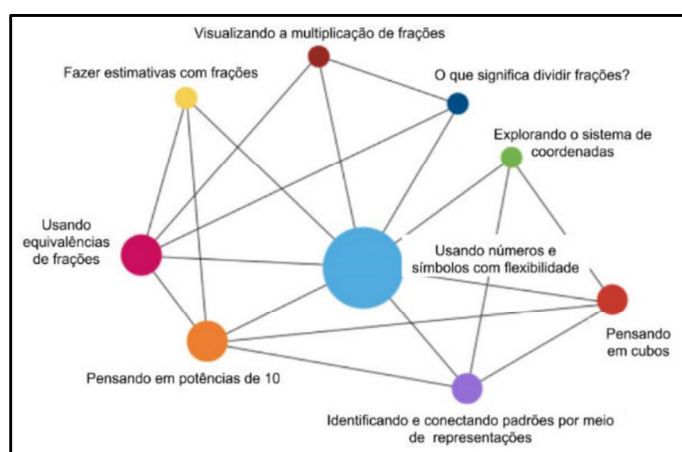 Visualizando a multiplicação de frações
Fazer estimativas com frações
O que significa dividir frações?
Explorando o sistema de
coordenadas
Usando
equivalências
de frações
Usando números e
símbolos com flexibilidade
Pensando
em cubos
Pensando em potências de 10
Identificando e conectando padrões por meio
de representações